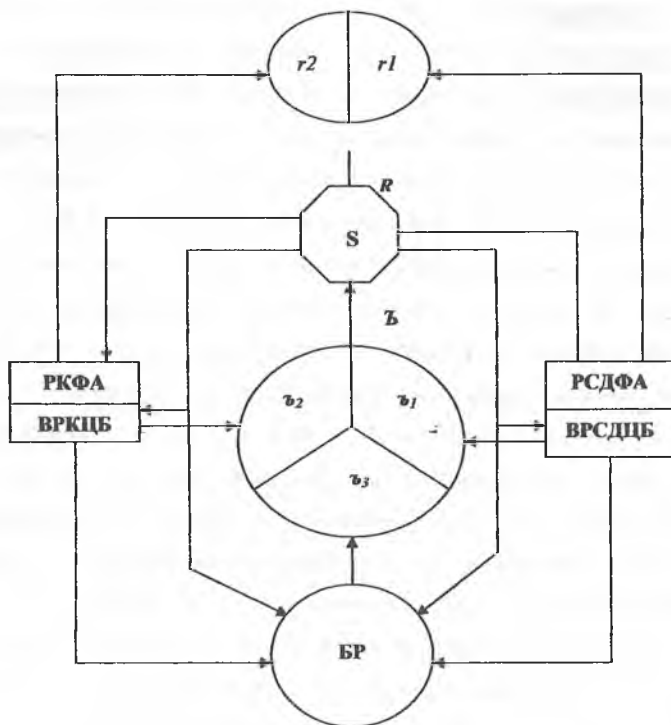 r2 r1
R
S
Ъ
РКФА
ВРКЦБ
РСДФА
ВРСДЦБ
ъ2 ъ1
ъ3
БР